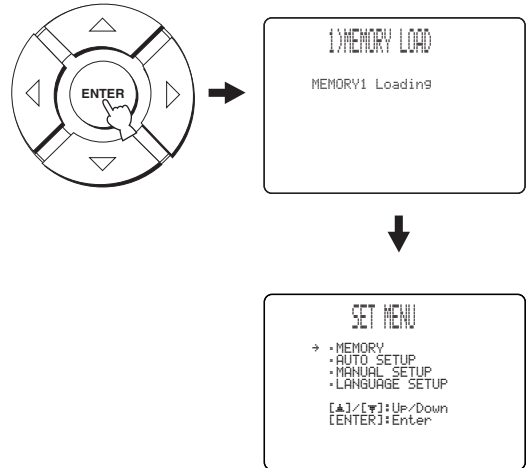 ENTER
1)MEMORY LOAD
MEMORY1 Loading
SET MENU
→ ･MEMORY
･AUTO SETUP
･MANUAL SETUP
･LANGUAGE SETUP
[▲]/[▼]:Up/Down
[ENTER]:Enter